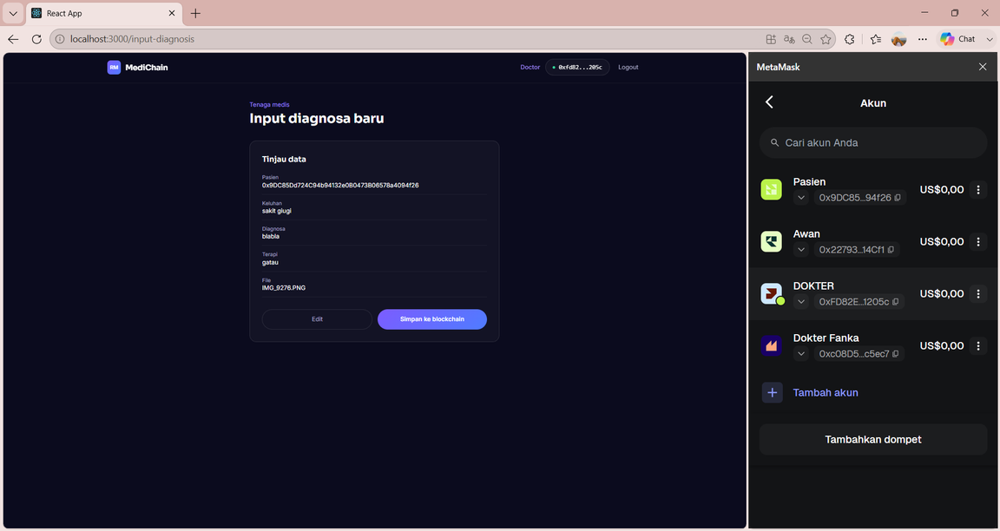 React App
localhost:3000/input-diagnosis
Chat
RM MediChain
Doctor
0xfd82...205c
Logout
Tenaga medis
Input diagnosa baru
Tinjau data
Pasien
0x9DC85Dd724C94b94132e0B0473B06578a4094f26
Keluhan
sakit giugi
Diagnosa
blabla
Terapi
gatau
File
IMG_9276.PNG
Edit
Simpan ke blockchain
MetaMask
Akun
Cari akun Anda
Pasien
0x9DC85...94f26
US$0,00
Awan
0x22793...14Cf1
US$0,00
DOKTER
0xFD82E...1205c
US$0,00
Dokter Fanka
0xc08D5...c5ec7
US$0,00
Tambah akun
Tambahkan dompet